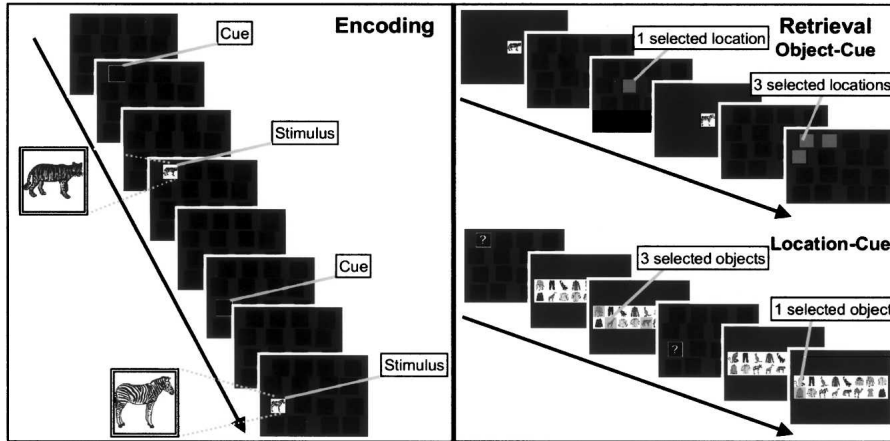 Encoding
Cue
Stimulus
Cue
Stimulus
Retrieval
Object-Cue
1 selected location
3 selected locations
Location-Cue
?
3 selected objects
?
1 selected object